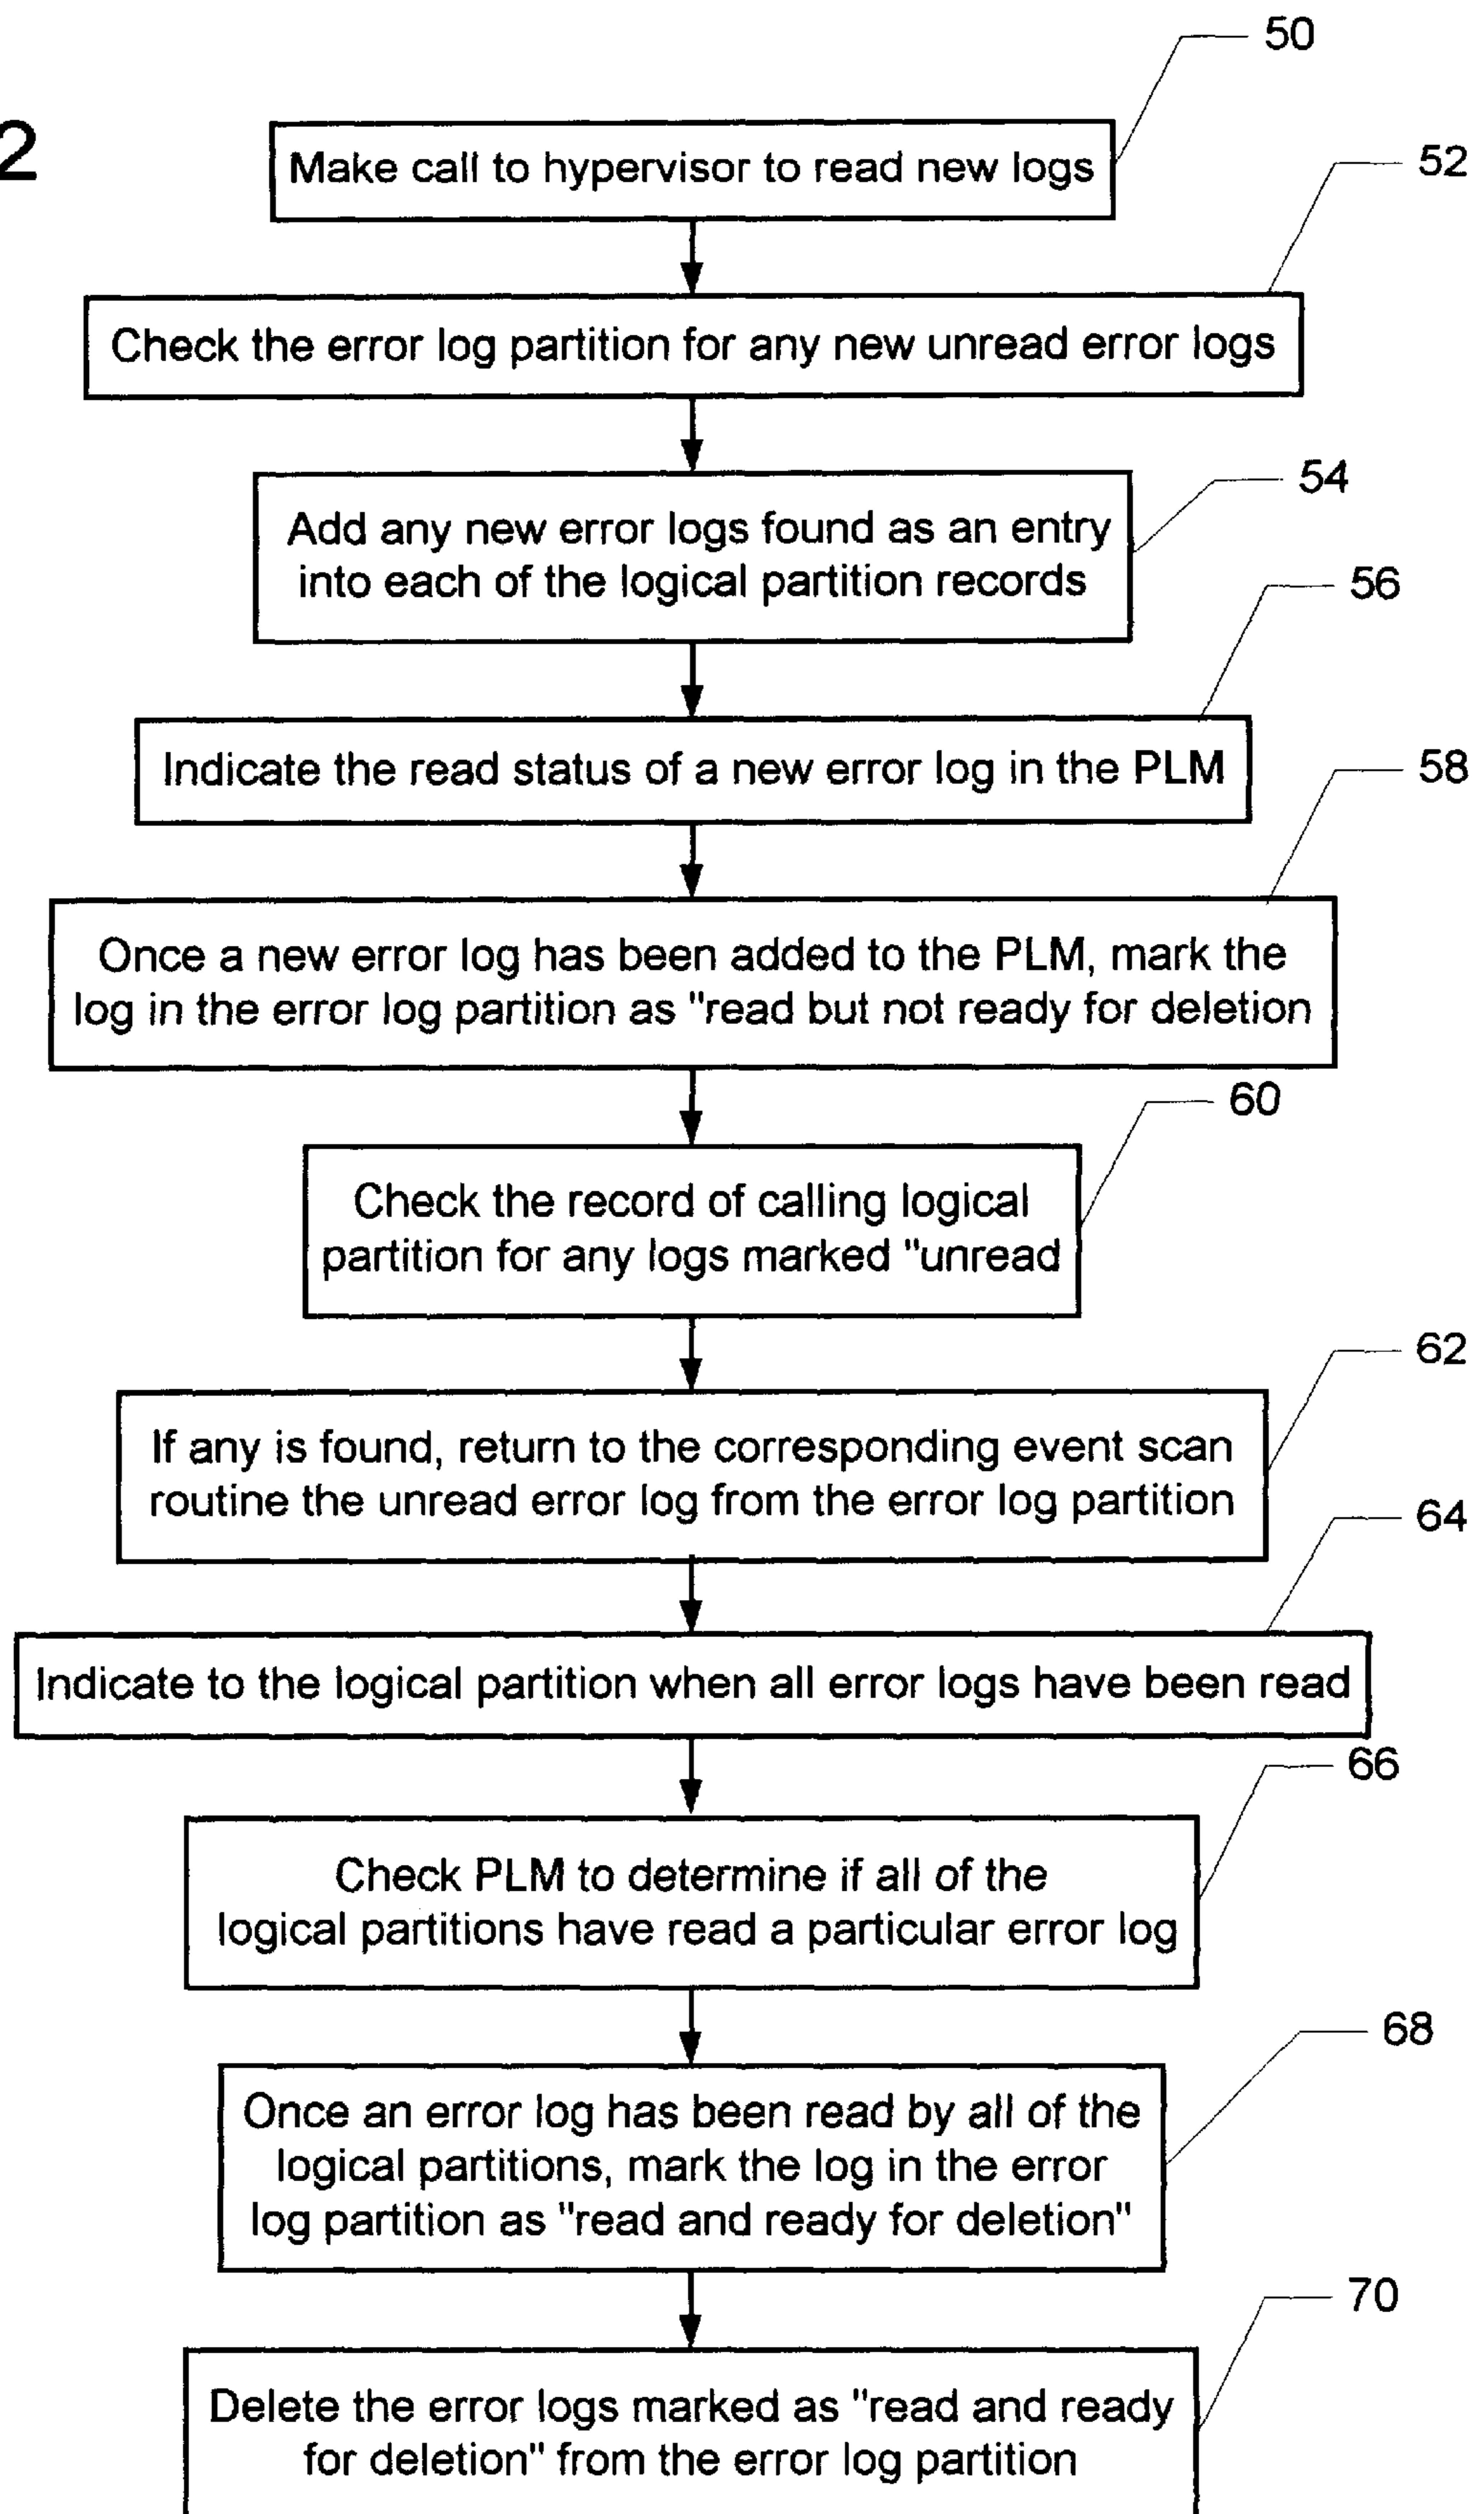 50
2
Make call to hypervisor to read new logs
52
Check the error log partition for any new unread error logs
54
Add any new error logs found as an entry
into each of the logical partition records
56
Indicate the read status of a new error log in the PLM
58
Once a new error log has been added to the PLM, mark the
log in the error log partition as "read but not ready for deletion
60
Check the record of calling logical
partition for any logs marked "unread
62
If any is found, return to the corresponding event scan
routine the unread error log from the error log partition
64
Indicate to the logical partition when all error logs have been read
66
Check PLM to determine if all of the
logical partitions have read a particular error log
68
Once an error log has been read by all of the
logical partitions, mark the log in the error
log partition as "read and ready for deletion"
70
Delete the error logs marked as "read and ready
for deletion" from the error log partition